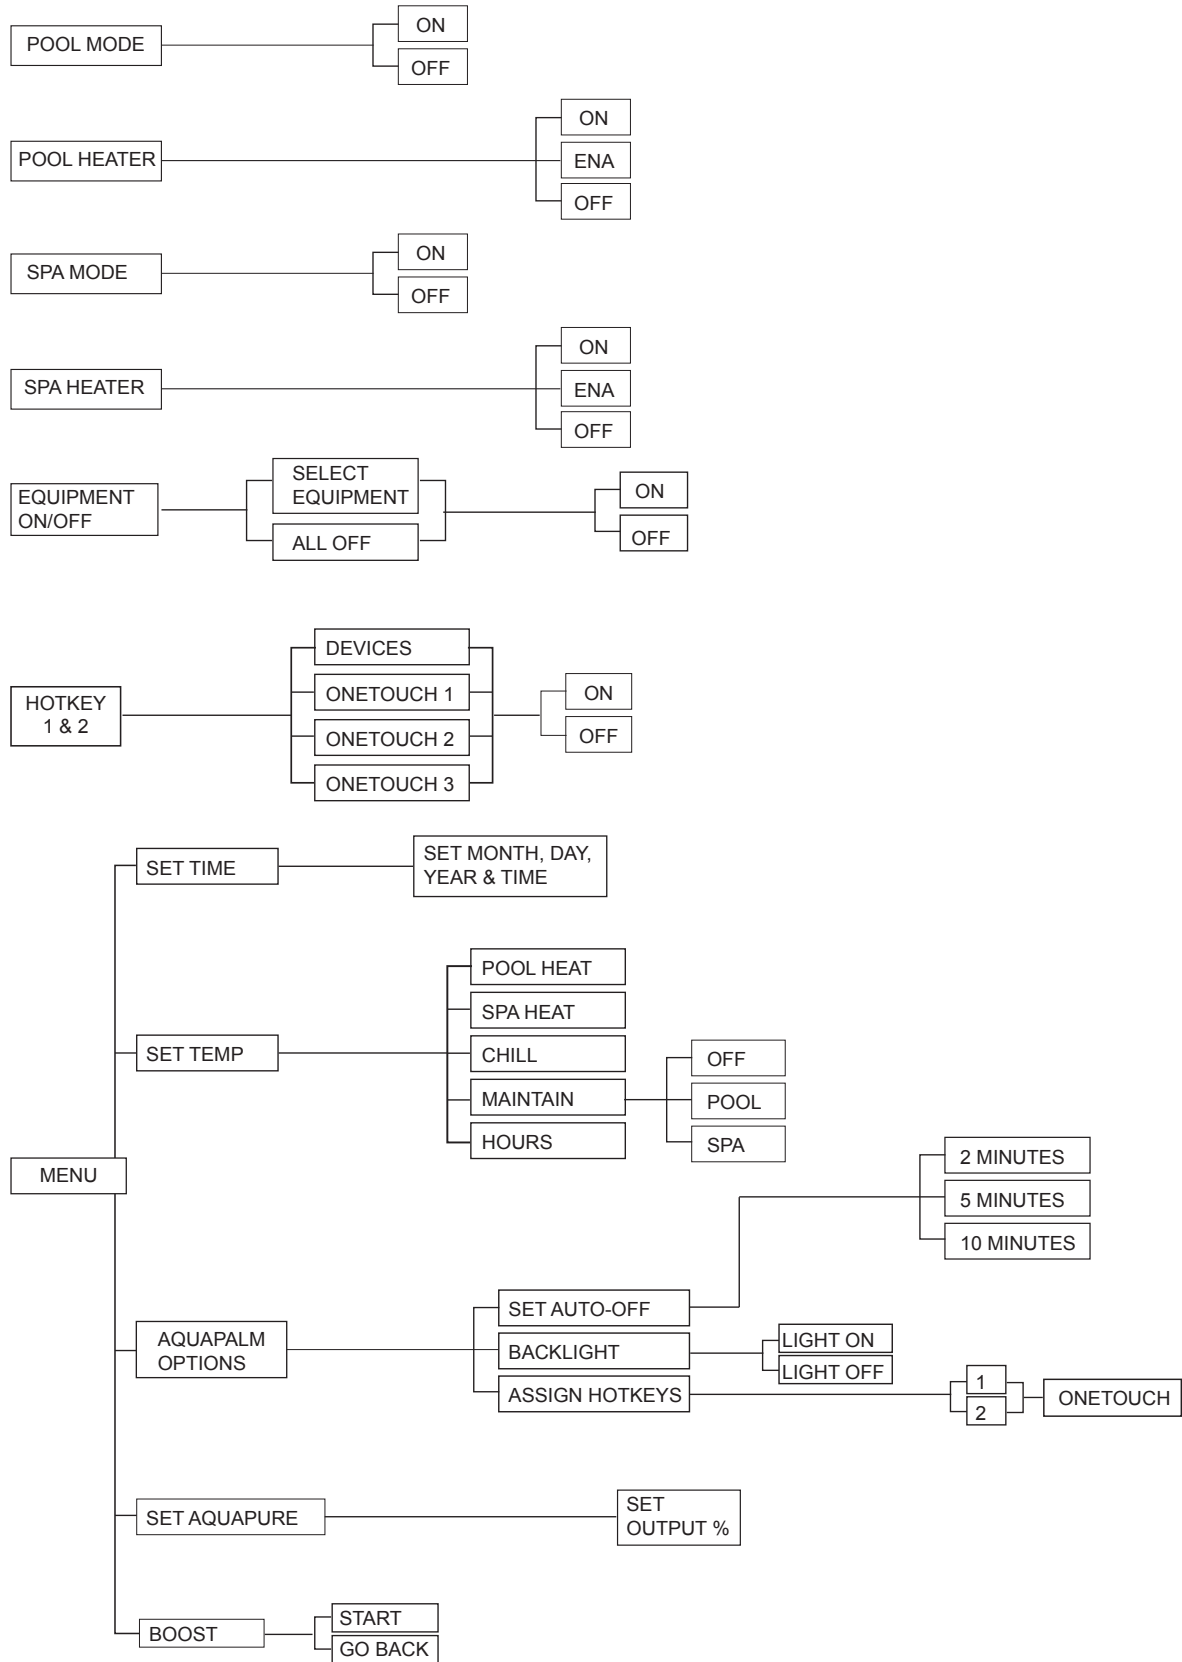 POOL MODE
ON
OFF
POOL HEATER
ON
ENA
OFF
SPA MODE
ON
OFF
SPA HEATER
ON
ENA
OFF
EQUIPMENT
ON/OFF
SELECT
EQUIPMENT
ALL OFF
ON
OFF
HOTKEY
1 & 2
DEVICES
ONETOUCH 1
ONETOUCH 2
ONETOUCH 3
ON
OFF
MENU
SET TIME
SET MONTH, DAY,
YEAR & TIME
SET TEMP
POOL HEAT
SPA HEAT
CHILL
MAINTAIN
HOURS
OFF
POOL
SPA
AQUAPALM
OPTIONS
SET AUTO-OFF
2 MINUTES
5 MINUTES
10 MINUTES
BACKLIGHT
LIGHT ON
LIGHT OFF
ASSIGN HOTKEYS
1
2
ONETOUCH
SET AQUAPURE
SET
OUTPUT %
BOOST
START
GO BACK